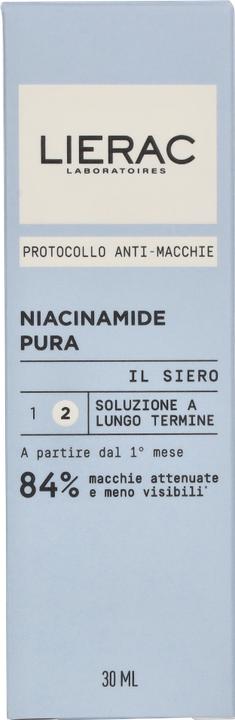 LIERAC
LABORATOIRES
PROTOCOLLO ANTI-MACCHIE
NIACINAMIDE
PURA
IL SIERO
1 2 SOLUZIONE A
LUNGO TERMINE
A partire dal 1° mese
84% macchie attenuate
e meno visibili*
30 ML